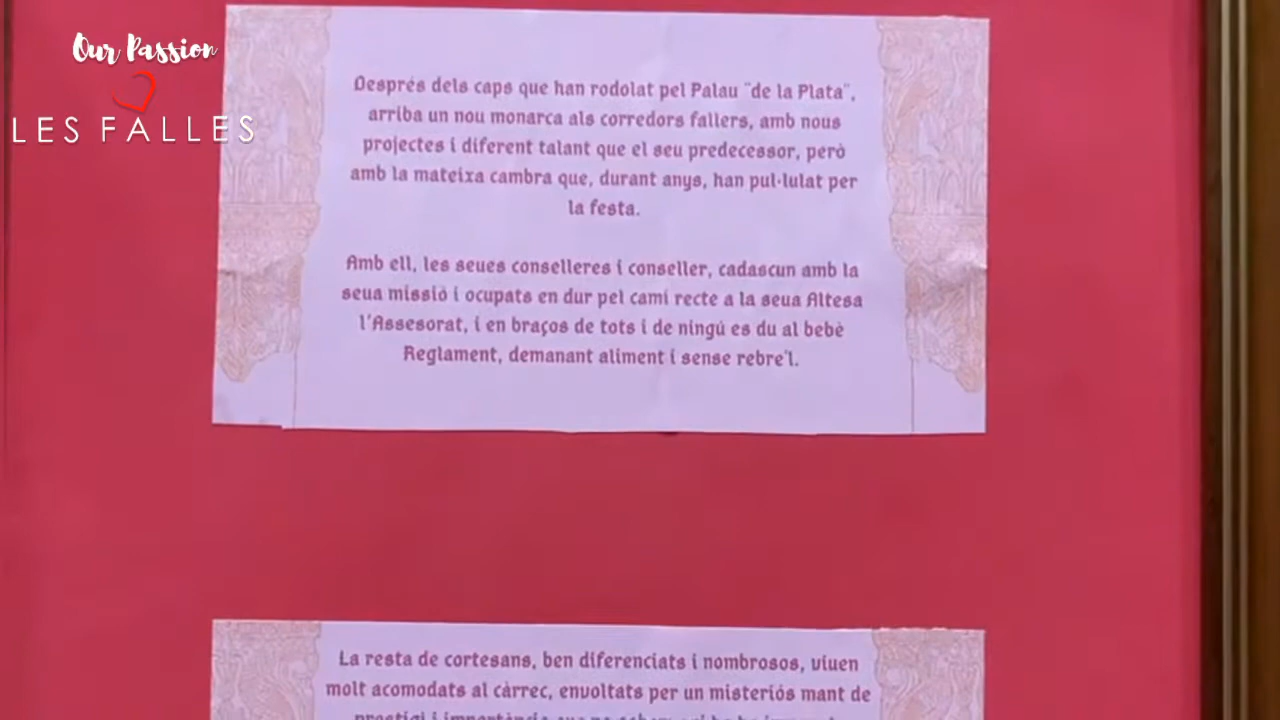 Our Passion
LES FALLES
Després dels caps que han rodolat pel Palau "de la Plata",
arriba un nou monarca als corredors fallers, amb nous
projectes i diferent talant que el seu predecessor, però
amb la mateixa cambra que, durant anys, han pul·lulat per
la festa.
Amb ell, les seues conselleres i conseller, cadascun amb la
seua missió i ocupats en dur pel camí recte a la seua Altesa
l'Assesorat, i en braços de tots i de ningú es du al bebè
Reglament, demanant aliment i sense rebre'l.
La resta de cortesans, ben diferenciats i nombrosos, viuen
molt acomodats al càrrec, envoltats per un misteriós mant de
prestigi i importància que